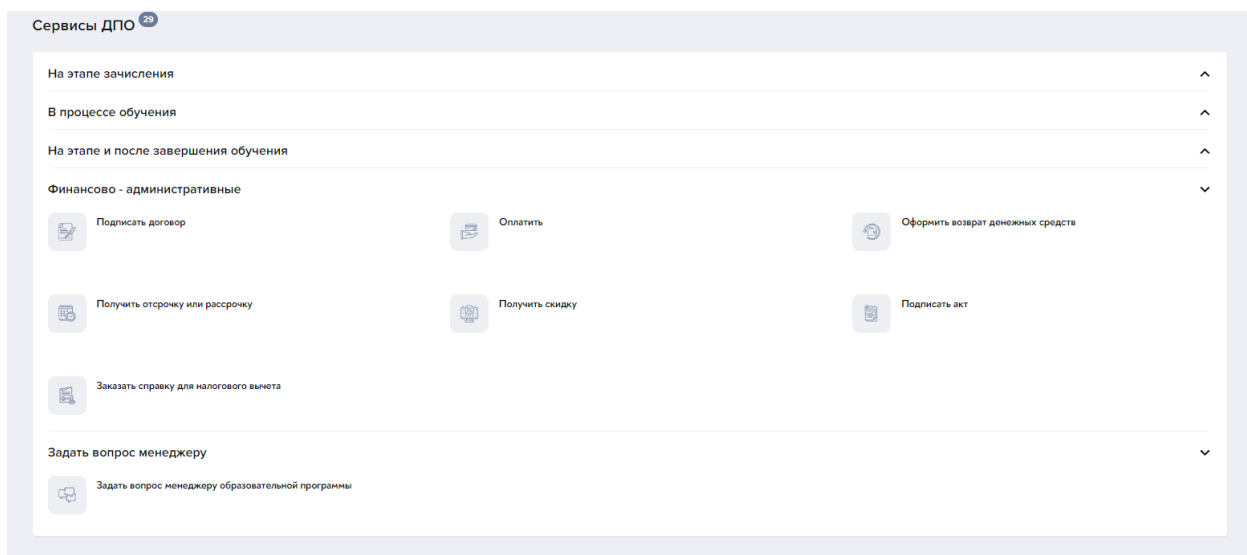 Сервисы ДПО 29
На этапе зачисления
В процессе обучения
На этапе и после завершения обучения
Финансово - административные
Подписать договор
Оплатить
Оформить возврат денежных средств
Получить отсрочку или рассрочку
Получить скидку
Подписать акт
Заказать справку для налогового вычета
Задать вопрос менеджеру
Задать вопрос менеджеру образовательной программы